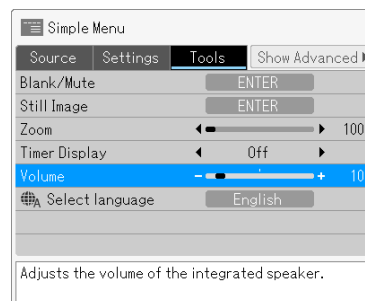 Simple Menu
Source Settings Tools Show Advanced
Blank/Mute ENTER
Still Image ENTER
Zoom 100
Timer Display Off
Volume - + 10
Select language English
Adjusts the volume of the integrated speaker.